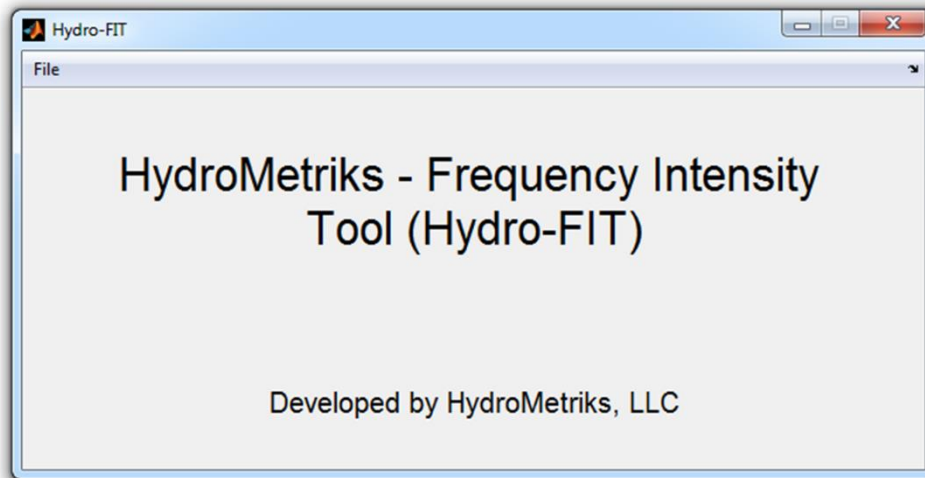 Hydro-FIT
File
HydroMetriks - Frequency Intensity
Tool (Hydro-FIT)
Developed by HydroMetriks, LLC